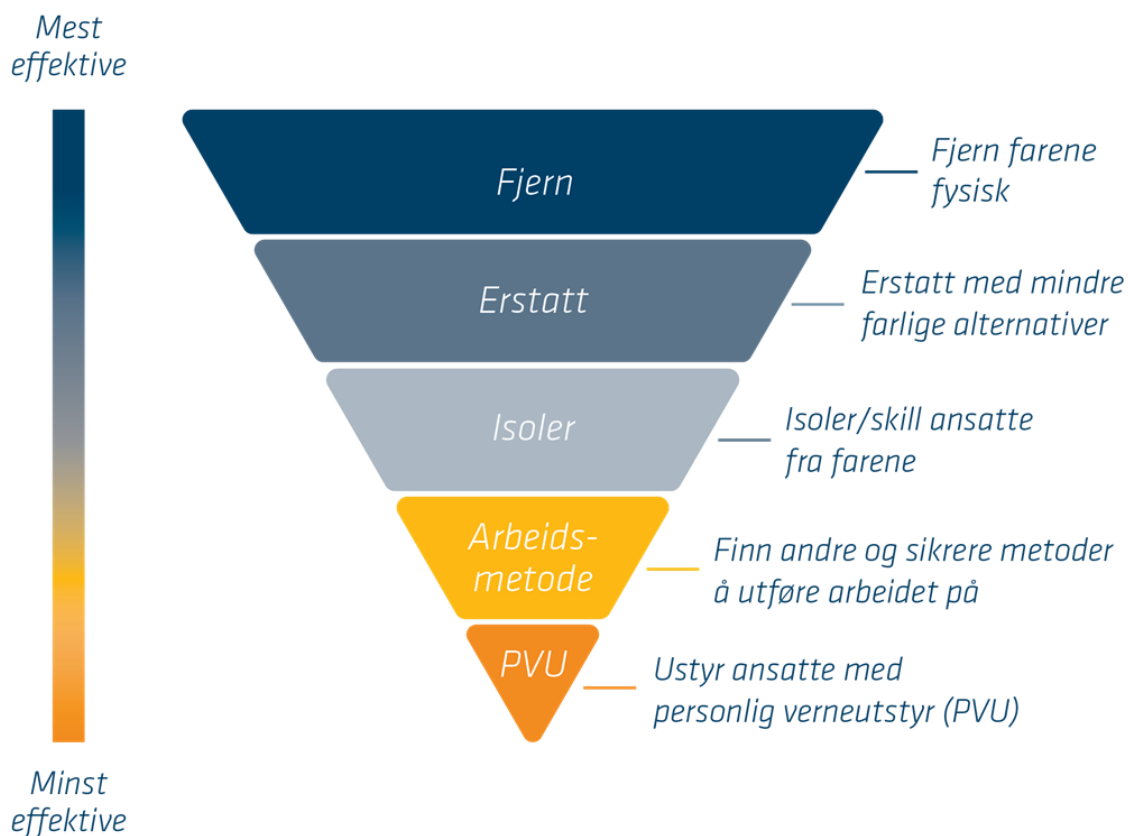 Mest
effektive
Fjern
Fjern farene
fysisk
Erstatt
Erstatt med mindre
farlige alternativer
Isoler
Isoler/skill ansatte
fra farene
Arbeids-
metode
Finn andre og sikrere metoder
å utføre arbeidet på
PVU
Ustyr ansatte med
personlig verneutstyr (PVU)
Minst
effektive